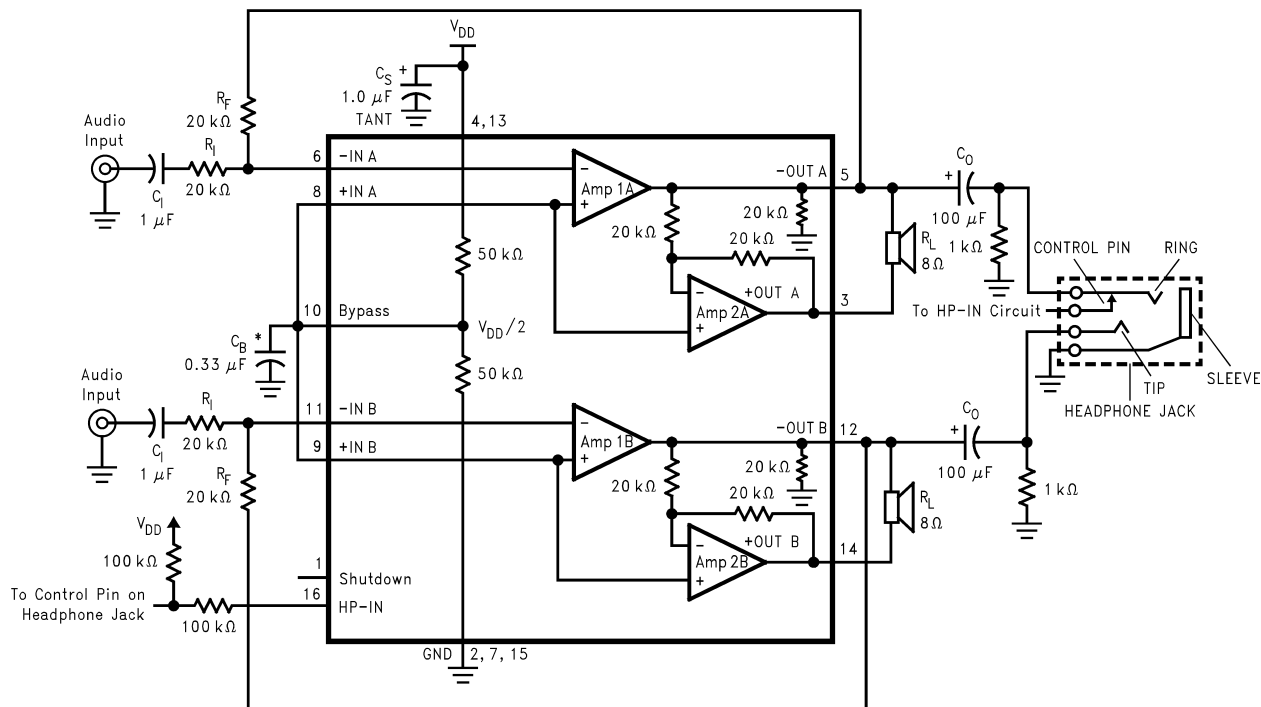 V_DD
C_S +
1.0 μF
TANT
4,13
Audio
Input
R_F
20 kΩ
R_I
20 kΩ
C_I
1 μF
6
-IN A
8
+IN A
−
Amp 1A
+
-OUT A
5
20 kΩ
20 kΩ
20 kΩ
−
Amp 2A
+
+OUT A
3
R_L
8Ω
C_O
+
100 μF
1 kΩ
CONTROL PIN
RING
To HP-IN Circuit
TIP
SLEEVE
HEADPHONE JACK
50 kΩ
10
Bypass
V_DD/2
C_B *
0.33 μF
50 kΩ
Audio
Input
R_I
20 kΩ
C_I
1 μF
R_F
20 kΩ
11
-IN B
9
+IN B
−
Amp 1B
+
-OUT B
12
20 kΩ
20 kΩ
20 kΩ
−
Amp 2B
+
+OUT B
14
R_L
8Ω
C_O
+
100 μF
1 kΩ
V_DD
100 kΩ
To Control Pin on
Headphone Jack
100 kΩ
1
Shutdown
16
HP-IN
GND
2, 7, 15